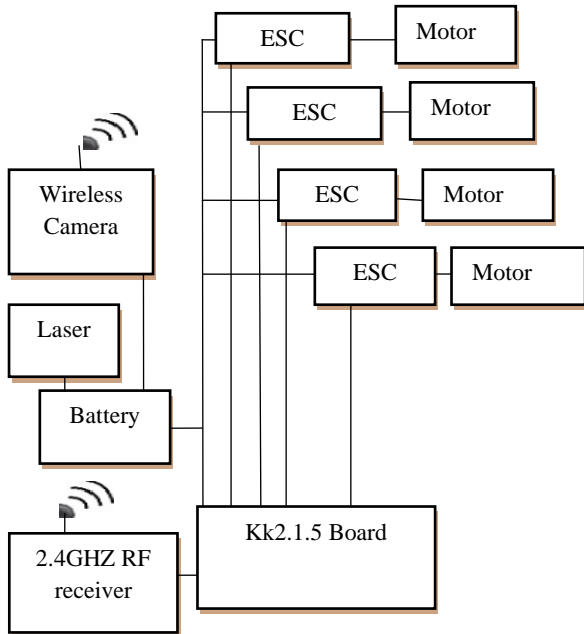 ESC
Motor
ESC
Motor
Wireless
Camera
ESC
Motor
ESC
Motor
Laser
Battery
Kk2.1.5 Board
2.4GHZ RF
receiver